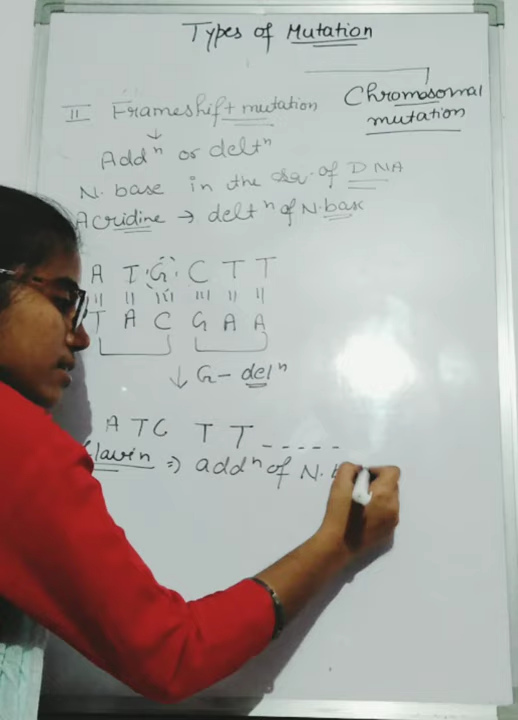 Types of Mutation
Chromosomal
mutation
II Frameshift mutation
↓
Addⁿ or deltⁿ
N. base in the of DNA
Acridine → deltⁿ of N. base
A T G C T T
T A C G A A
↓ G - delⁿ
A T C T T - - - - -
flavin ⇒ addⁿ of N.